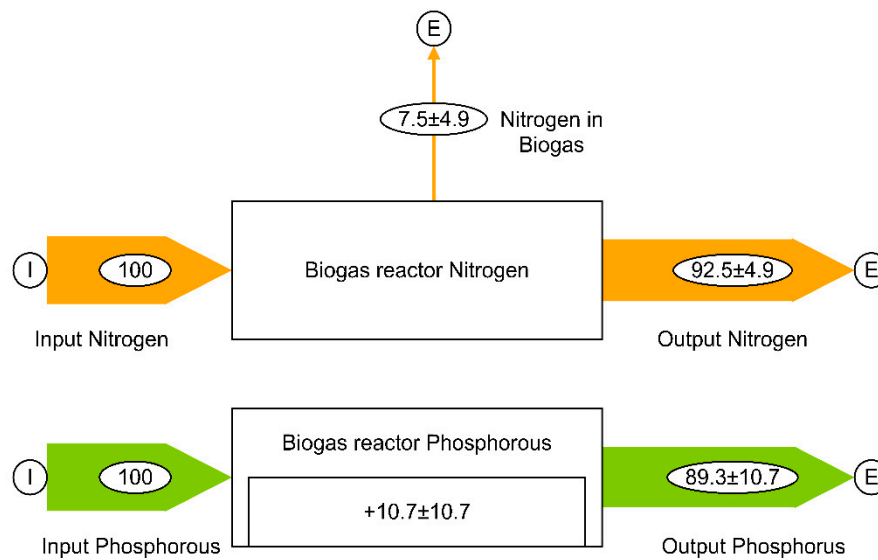 E
7.5±4.9
Nitrogen in
Biogas
I
100
Biogas reactor Nitrogen
92.5±4.9
E
Input Nitrogen
Output Nitrogen
Biogas reactor Phosphorous
I
100
89.3±10.7
E
+10.7±10.7
Input Phosphorous
Output Phosphorus